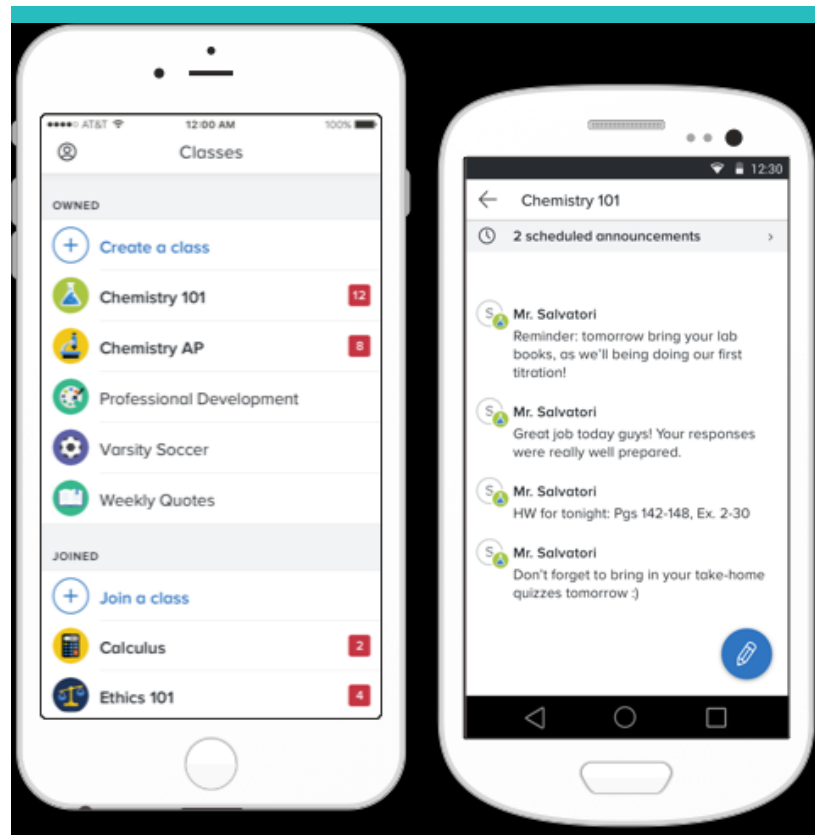 AT&T 12:00 AM 100%
Classes
OWNED
Create a class
Chemistry 101 12
Chemistry AP 8
Professional Development
Varsity Soccer
Weekly Quotes
JOINED
Join a class
Calculus 2
Ethics 101 4
12:30
Chemistry 101
2 scheduled announcements
S Mr. Salvatori
Reminder: tomorrow bring your lab
books, as we'll being doing our first
titration!
S Mr. Salvatori
Great job today guys! Your responses
were really well prepared.
S Mr. Salvatori
HW for tonight: Pgs 142-148, Ex. 2-30
S Mr. Salvatori
Don't forget to bring in your take-home
quizzes tomorrow :)